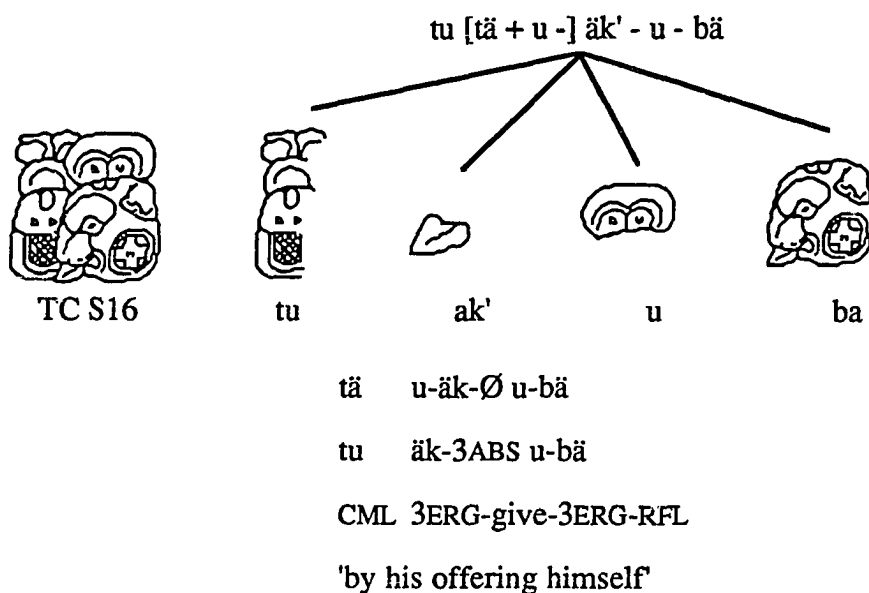 tu [tä + u -] äk' - u - bä
TC S16 tu ak' u ba
tä u-äk-Ø u-bä
tu äk-3ABS u-bä
CML 3ERG-give-3ERG-RFL
'by his offering himself'